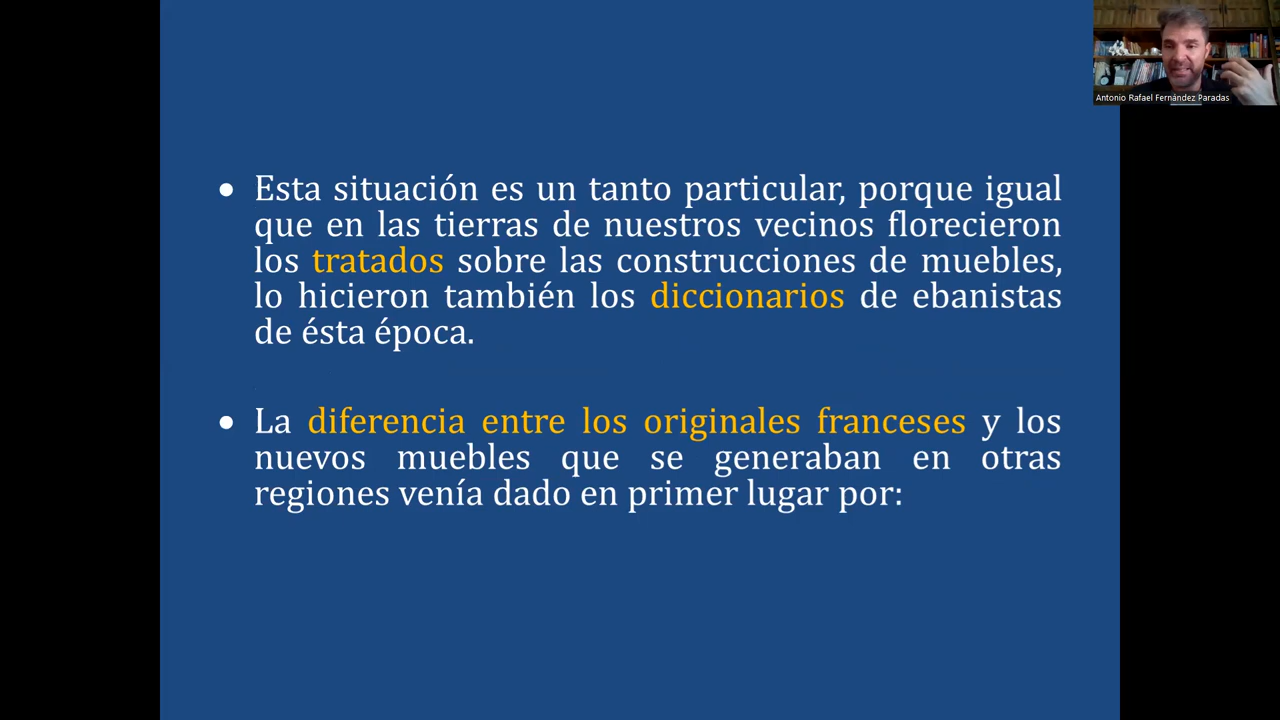 Antonio Rafael Fernández Paradas
• Esta situación es un tanto particular, porque igual
que en las tierras de nuestros vecinos florecieron
los tratados sobre las construcciones de muebles,
lo hicieron también los diccionarios de ebanistas
de ésta época.
• La diferencia entre los originales franceses y los
nuevos muebles que se generaban en otras
regiones venía dado en primer lugar por: